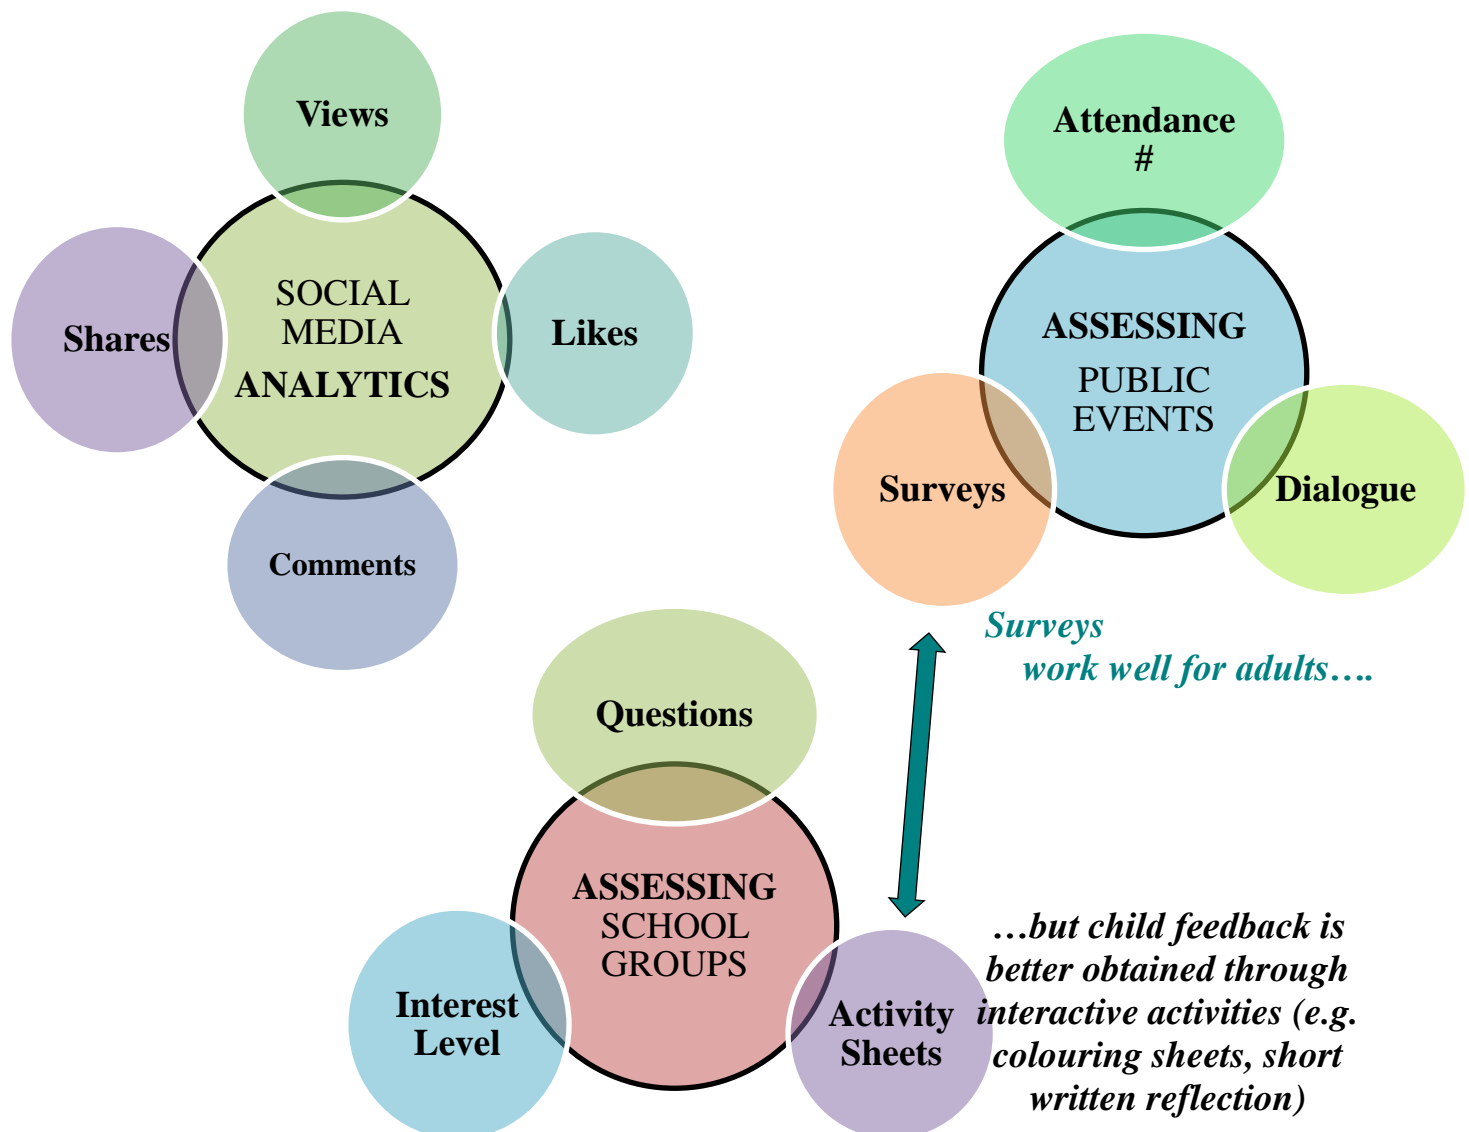 Views
Shares
SOCIAL
MEDIA
ANALYTICS
Likes
Comments
Attendance
#
ASSESSING
PUBLIC
EVENTS
Surveys
Dialogue
Surveys
work well for adults….
Questions
ASSESSING
SCHOOL
GROUPS
Interest
Level
Activity
Sheets
…but child feedback is
better obtained through
interactive activities (e.g.
colouring sheets, short
written reflection)